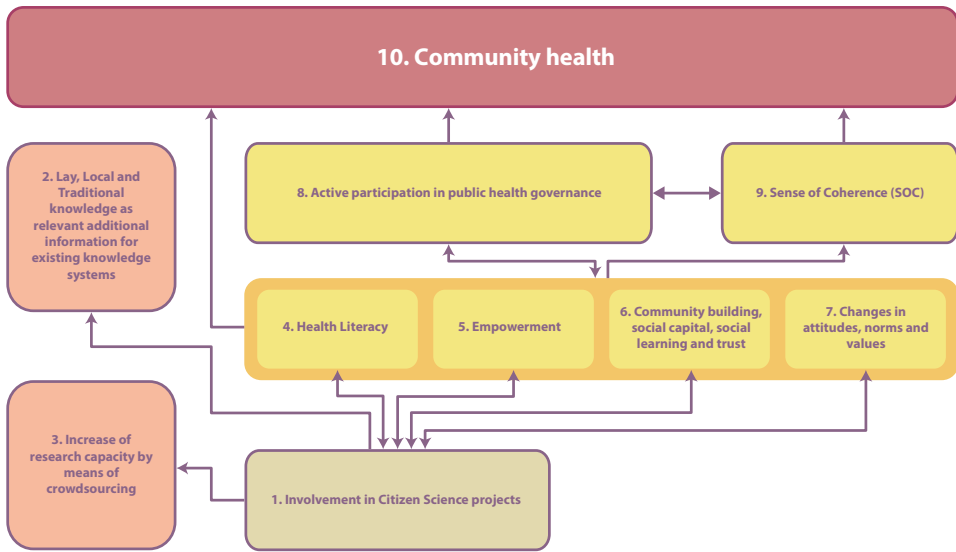 10. Community health
2. Lay, Local and
Traditional
knowledge as
relevant additional
information for
existing knowledge
systems
8. Active participation in public health governance
9. Sense of Coherence (SOC)
4. Health Literacy
5. Empowerment
6. Community building,
social capital, social
learning and trust
7. Changes in
attitudes, norms and
values
3. Increase of
research capacity by
means of
crowdsourcing
1. Involvement in Citizen Science projects